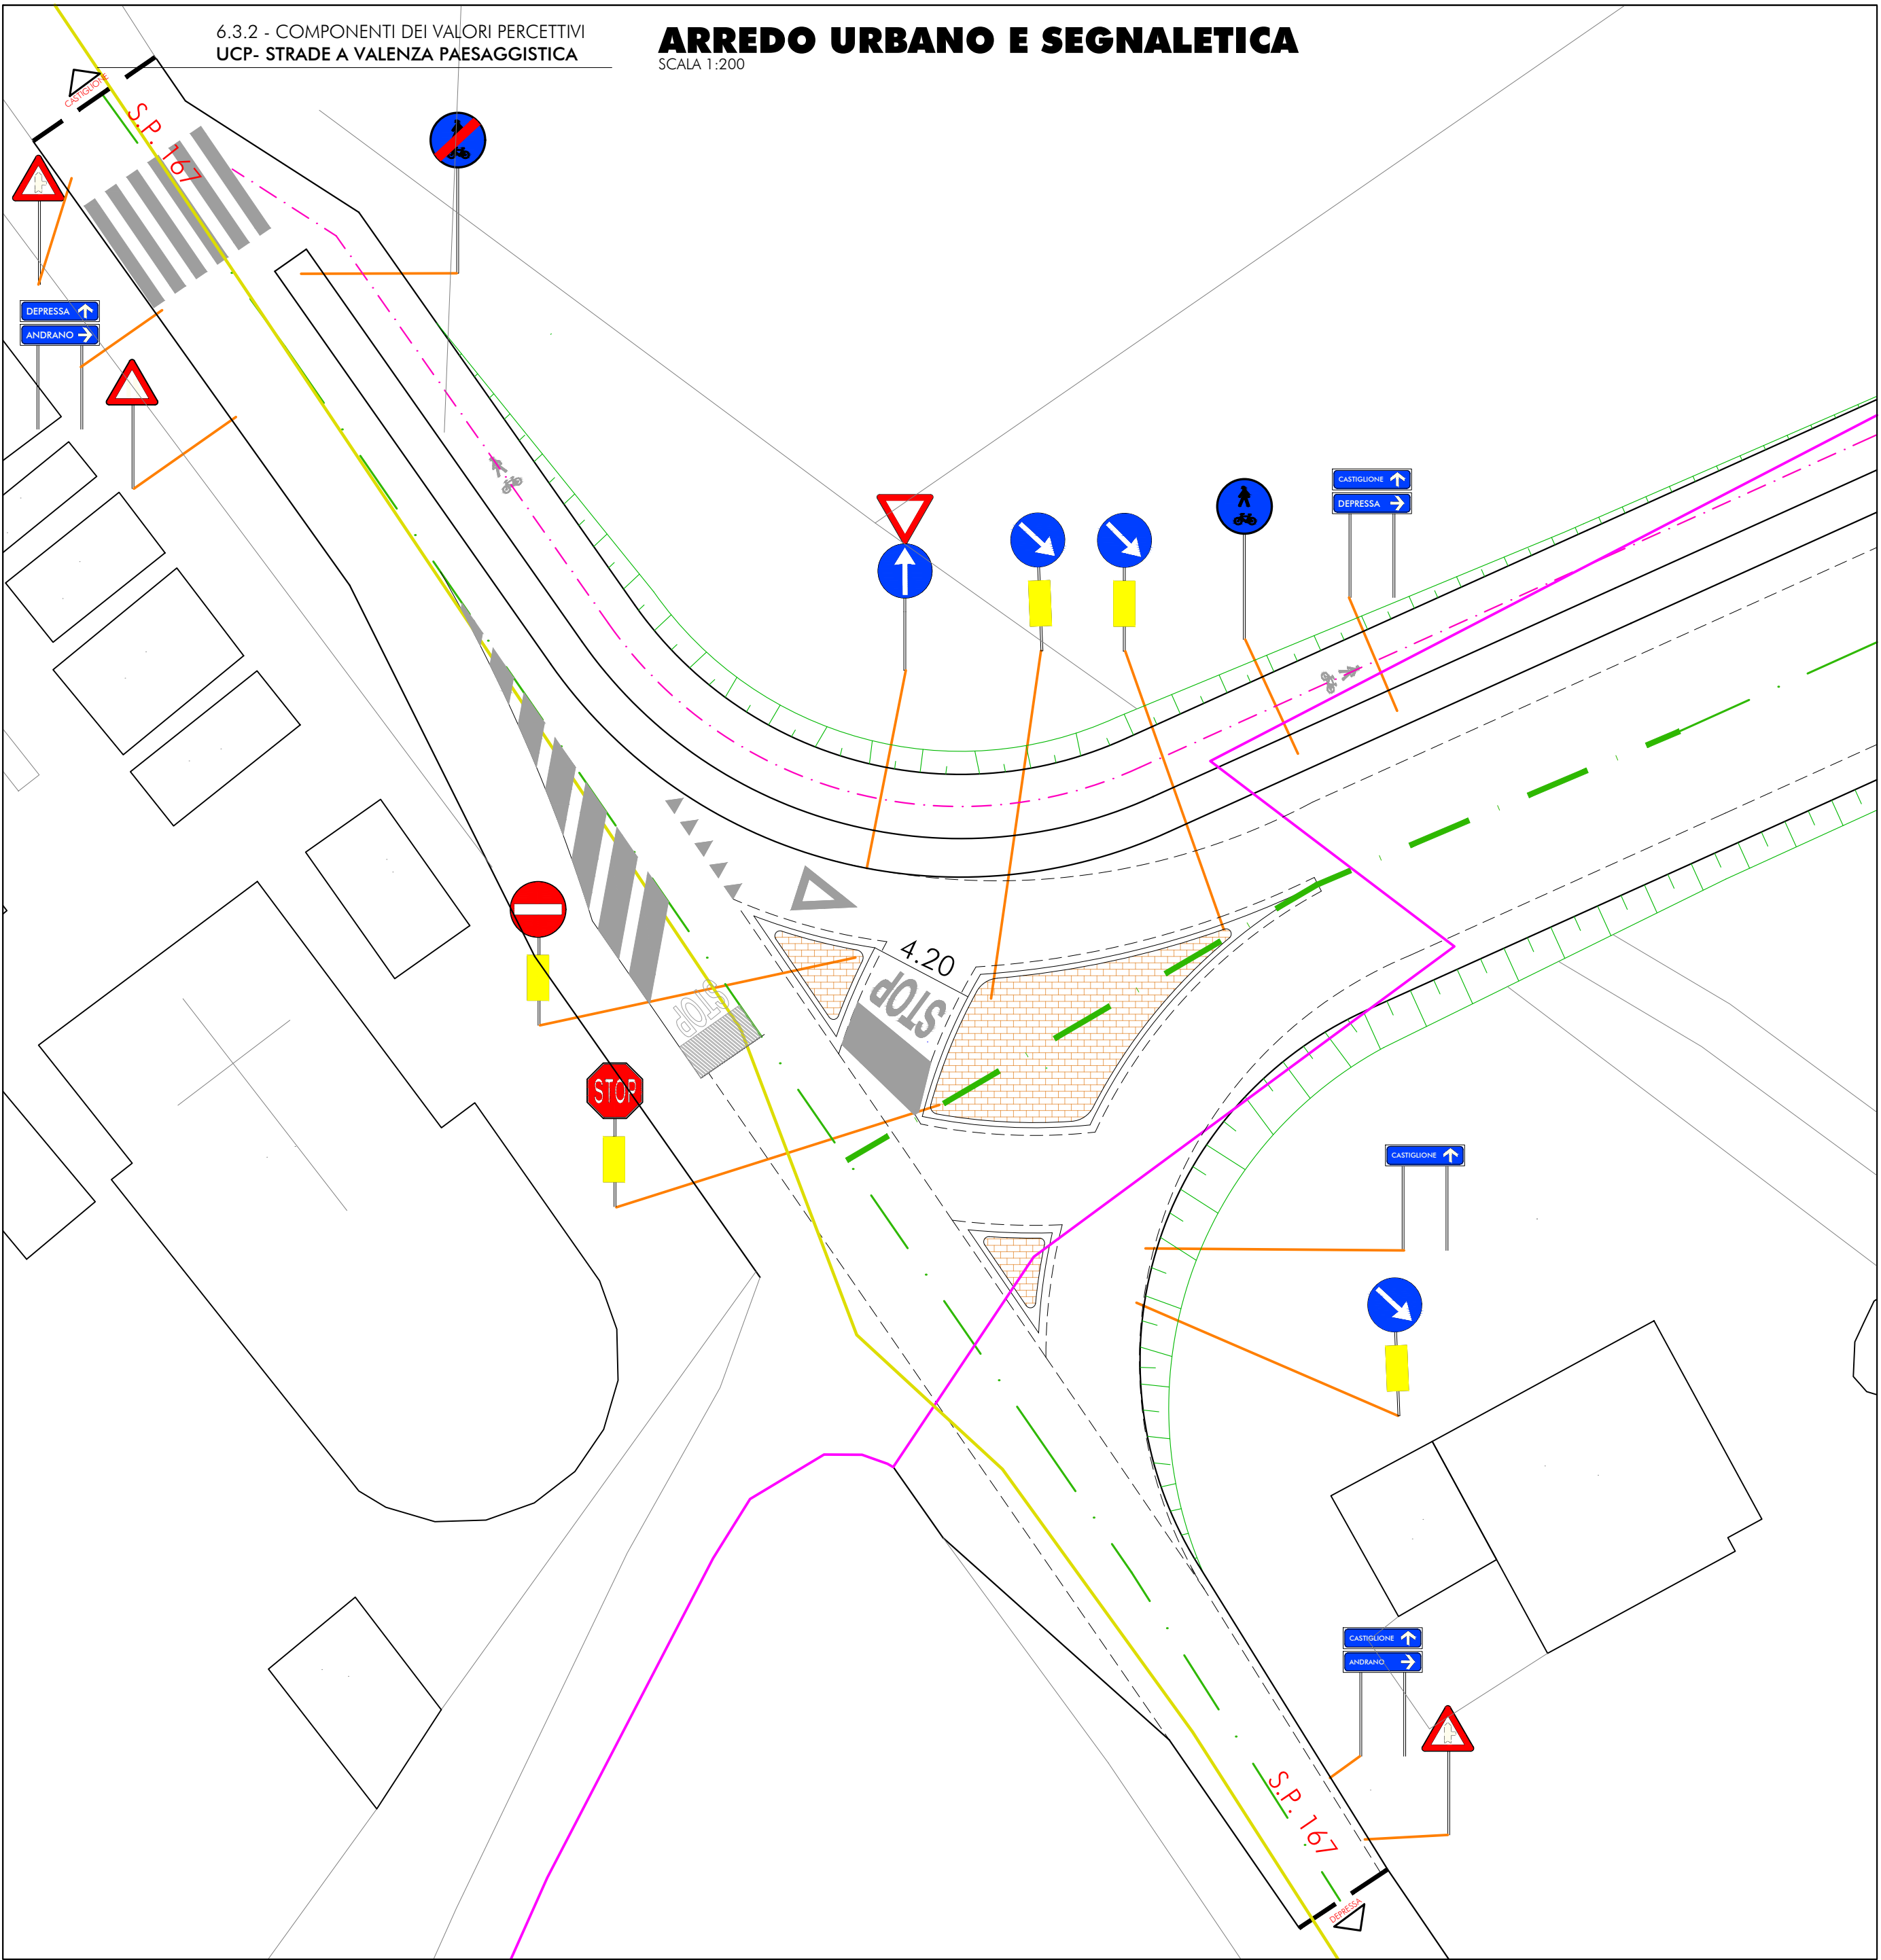 6.3.2 - COMPONENTI DEI VALORI PERCETTIVI
UCP- STRADE A VALENZA PAESAGGISTICA
ARREDO URBANO E SEGNALETICA
SCALA 1:200
CASTIGLIONE
S.P. 167
DEPRESSA
ANDRANO
CASTIGLIONE
DEPRESSA
4.20
STOP
STOP
STOP
CASTIGLIONE
CASTIGLIONE
ANDRANO
S.P. 167
DEPRESSA